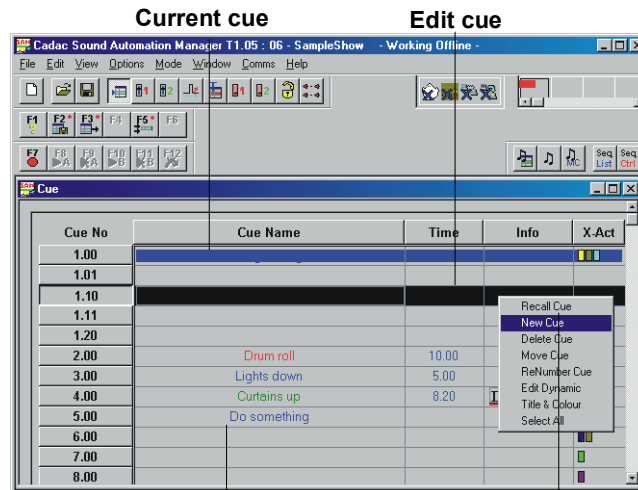 Current cue Edit cue
Cadac Sound Automation Manager T1.05 : 06 - SampleShow - Working Offline -
File Edit View Options Mode Window Comms Help
F1 F2* F3* F4 F5* F6
F7 F8 F9 F10 F11 F12
A A B B
MC Seq List Seq Ctrl
Cue
Cue No Cue Name Time Info X-Act
1.00
1.01
1.10
1.11
1.20
2.00 Drum roll 10.00
3.00 Lights down 5.00
4.00 Curtains up 8.20 I
5.00 Do something
6.00
7.00
8.00
Recall Cue
New Cue
Delete Cue
Move Cue
ReNumber Cue
Edit Dynamic
Title & Colour
Select All